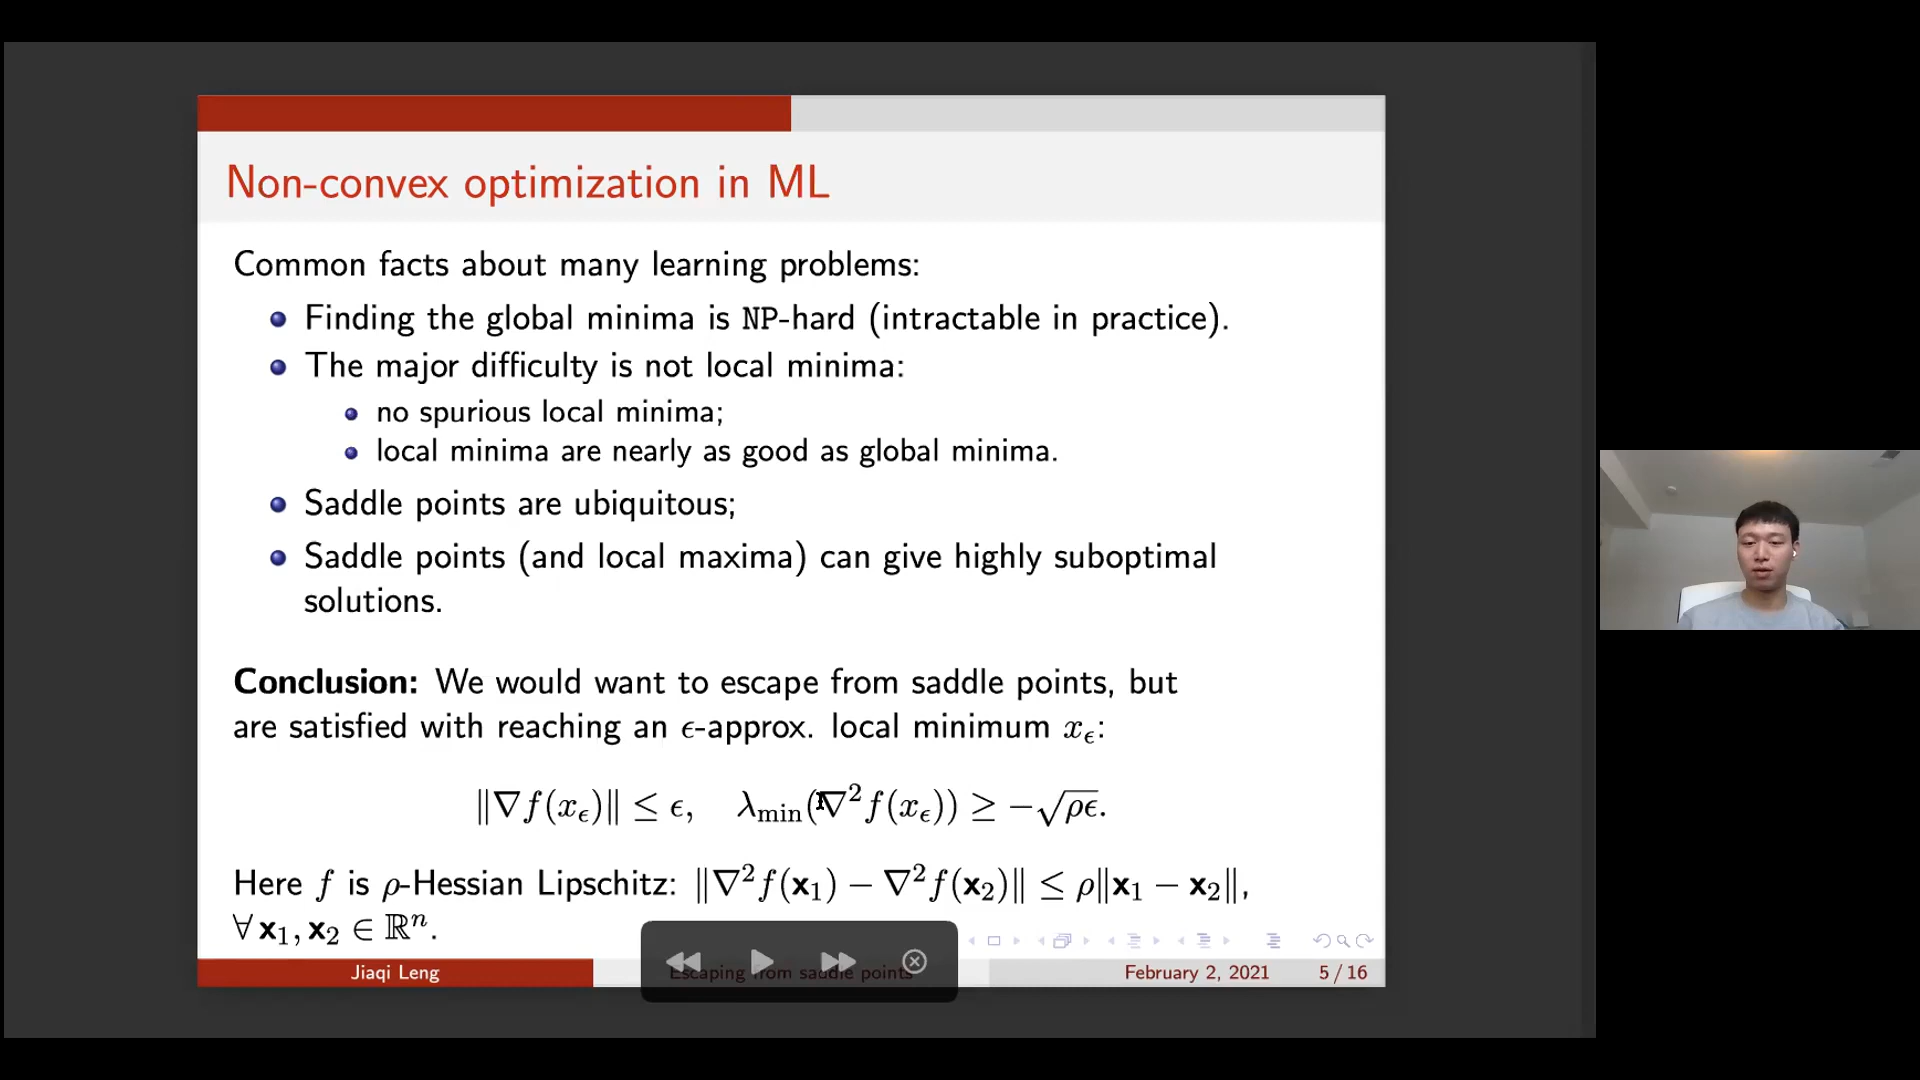 Non-convex optimization in ML
Common facts about many learning problems:
Finding the global minima is NP-hard (intractable in practice).
The major difficulty is not local minima:
no spurious local minima;
local minima are nearly as good as global minima.
Saddle points are ubiquitous;
Saddle points (and local maxima) can give highly suboptimal
solutions.
Conclusion: We would want to escape from saddle points, but
are satisfied with reaching an ϵ-approx. local minimum x_ϵ:
‖∇f(x_ϵ)‖ ≤ ϵ, λ_min(∇²f(x_ϵ)) ≥ −√ρϵ.
Here f is ρ-Hessian Lipschitz: ‖∇²f(x₁) − ∇²f(x₂)‖ ≤ ρ‖x₁ − x₂‖,
∀ x₁, x₂ ∈ ℝⁿ.
Jiaqi Leng Escaping from saddle points February 2, 2021 5 / 16